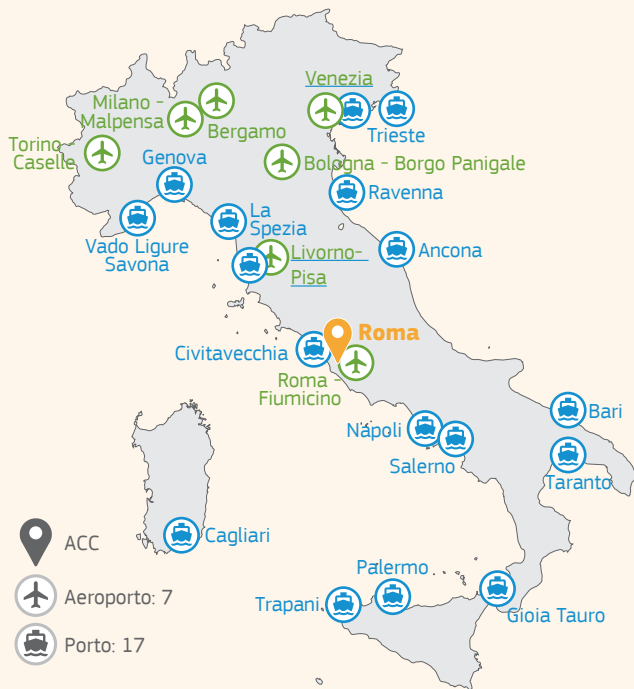 Venezia
Milano -
Malpensa
Bergamo
Trieste
Torino -
Caselle
Genova
Bologna - Borgo Panigale
Ravenna
La
Spezia
Vado Ligure
Savona
Ancona
Livorno-
Pisa
Roma
Civitavecchia
Roma -
Fiumicino
Bari
Napoli
Salerno
Taranto
Cagliari
ACC
Palermo
Aeroporto: 7
Trapani
Gioia Tauro
Porto: 17